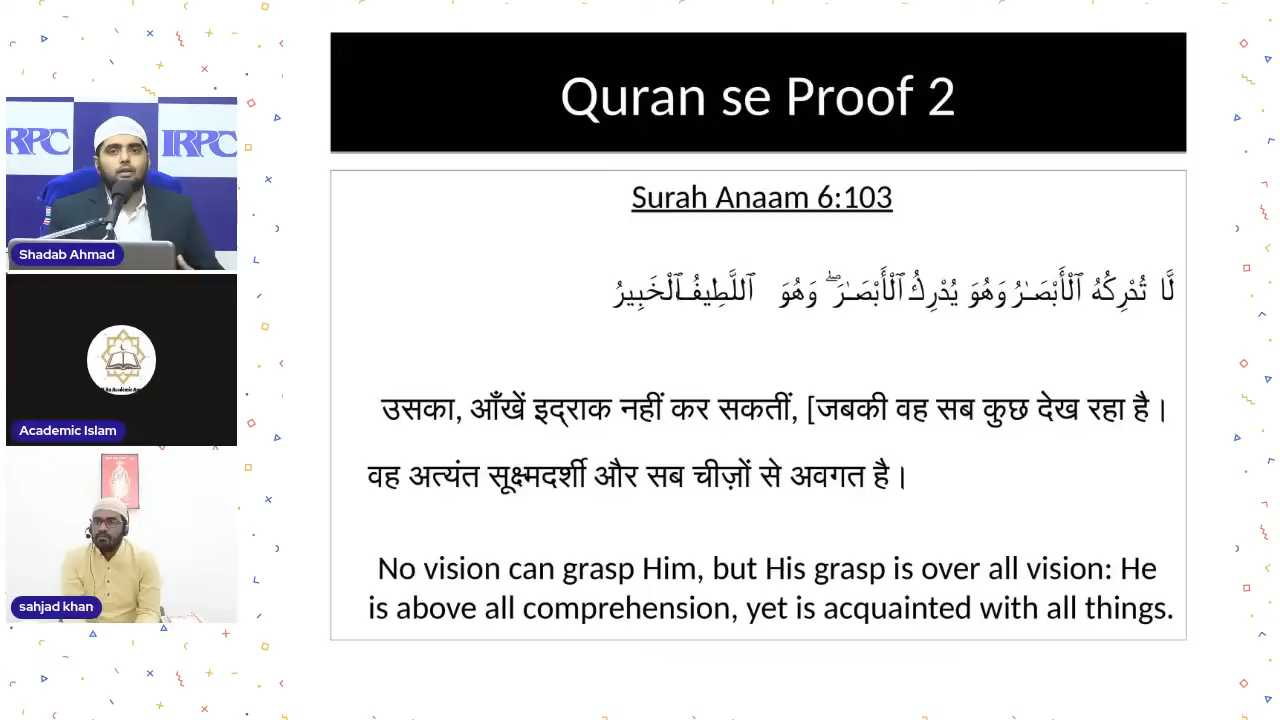 Quran se Proof 2
Surah Anaam 6:103
لَّا تُدْرِكُهُ ٱلْأَبْصَـٰرُ وَهُوَ يُدْرِكُ ٱلْأَبْصَـٰرَ ۖ وَهُوَ ٱللَّطِيفُ ٱلْخَبِيرُ
उसका, आँखें इद्राक नहीं कर सकतीं, [जबकी वह सब कुछ देख रहा है।
वह अत्यंत सूक्ष्मदर्शी और सब चीज़ों से अवगत है।
No vision can grasp Him, but His grasp is over all vision: He
is above all comprehension, yet is acquainted with all things.
IRPC
IRPC
Shadab Ahmad
Academic Islam
sahjad khan